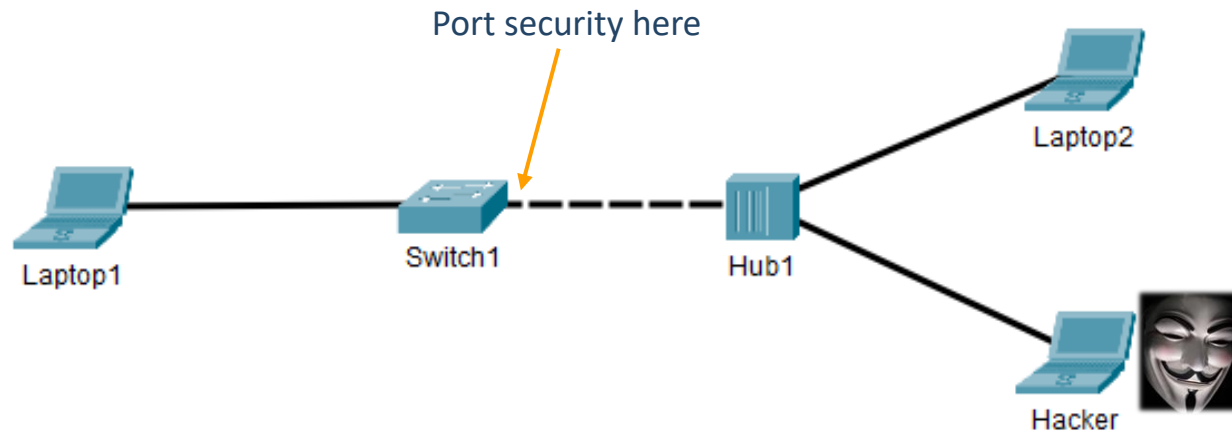 Port security here
Laptop2
Laptop1
Switch1
Hub1
Hacker